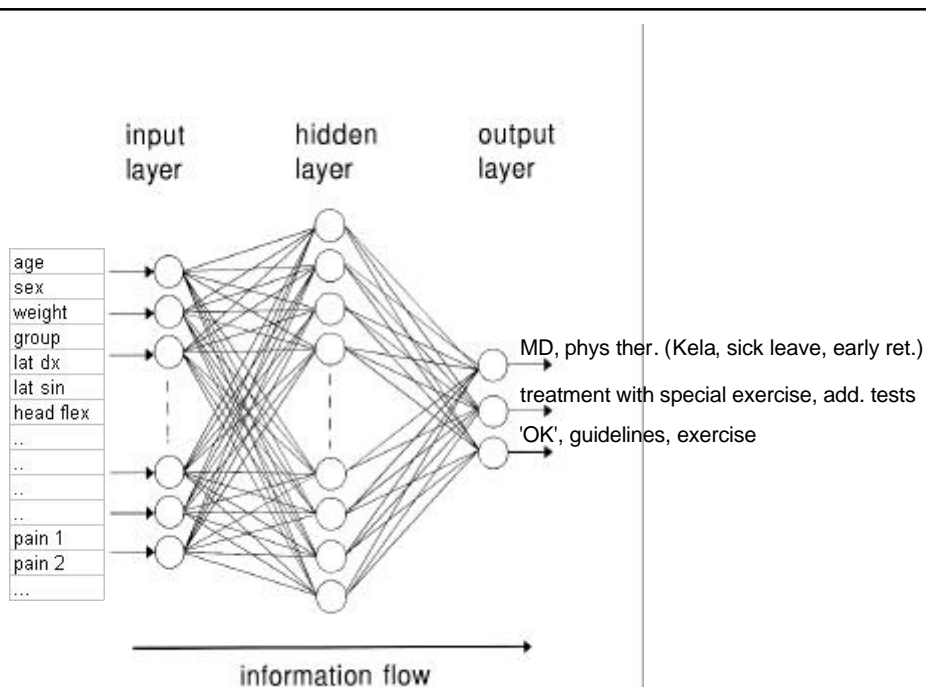 input
layer
hidden
layer
output
layer
age
sex
weight
group
lat dx
lat sin
head flex
..
..
..
..
pain 1
pain 2
...
MD, phys ther. (Kela, sick leave, early ret.)
treatment with special exercise, add. tests
'OK', guidelines, exercise
information flow